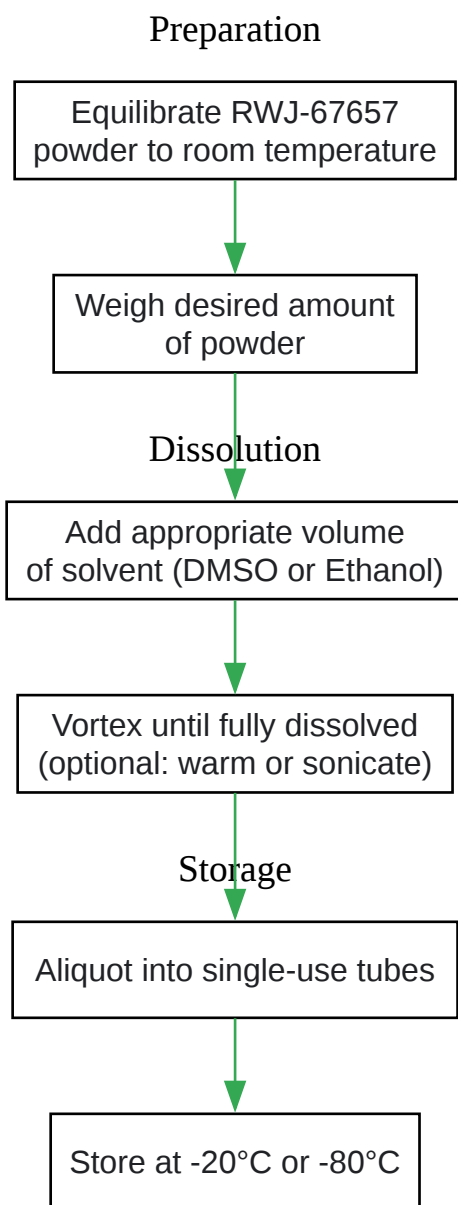 Preparation
Equilibrate RWJ-67657
powder to room temperature
Weigh desired amount
of powder
Dissolution
Add appropriate volume
of solvent (DMSO or Ethanol)
Vortex until fully dissolved
(optional: warm or sonicate)
Storage
Aliquot into single-use tubes
Store at -20°C or -80°C